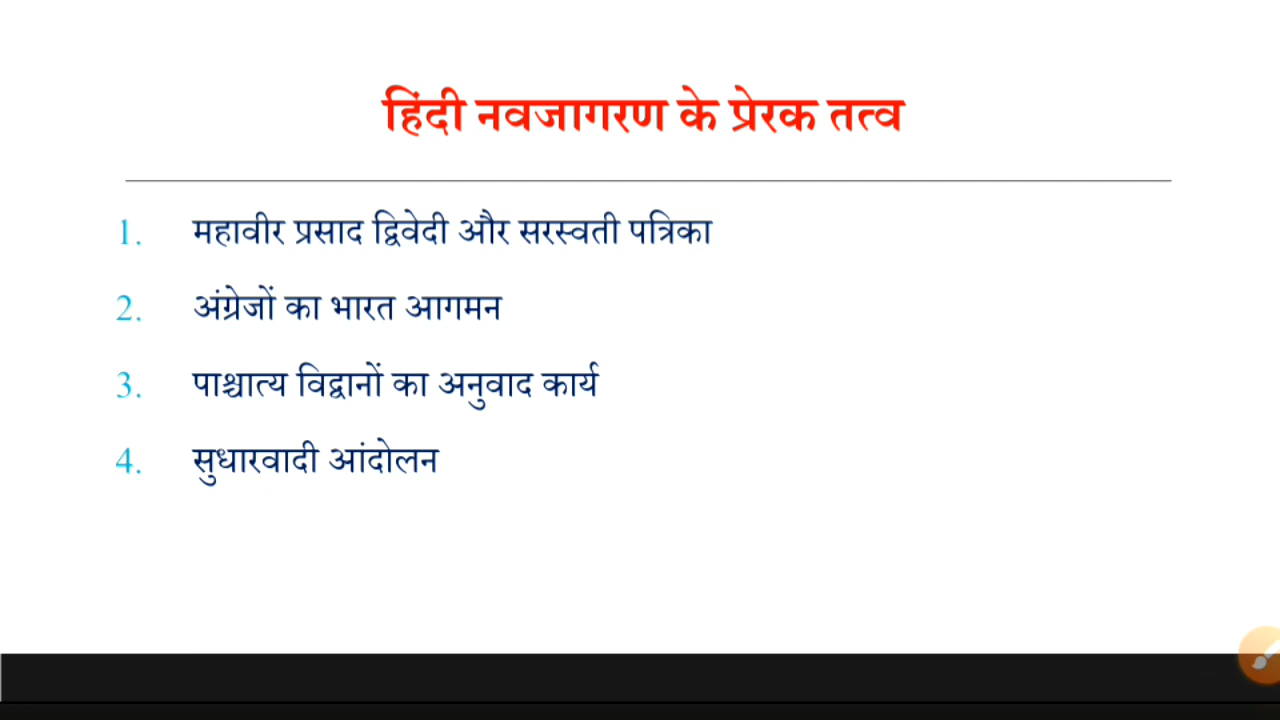 हिंदी नवजागरण के प्रेरक तत्व
1. महावीर प्रसाद द्विवेदी और सरस्वती पत्रिका
2. अंग्रेजों का भारत आगमन
3. पाश्चात्य विद्वानों का अनुवाद कार्य
4. सुधारवादी आंदोलन